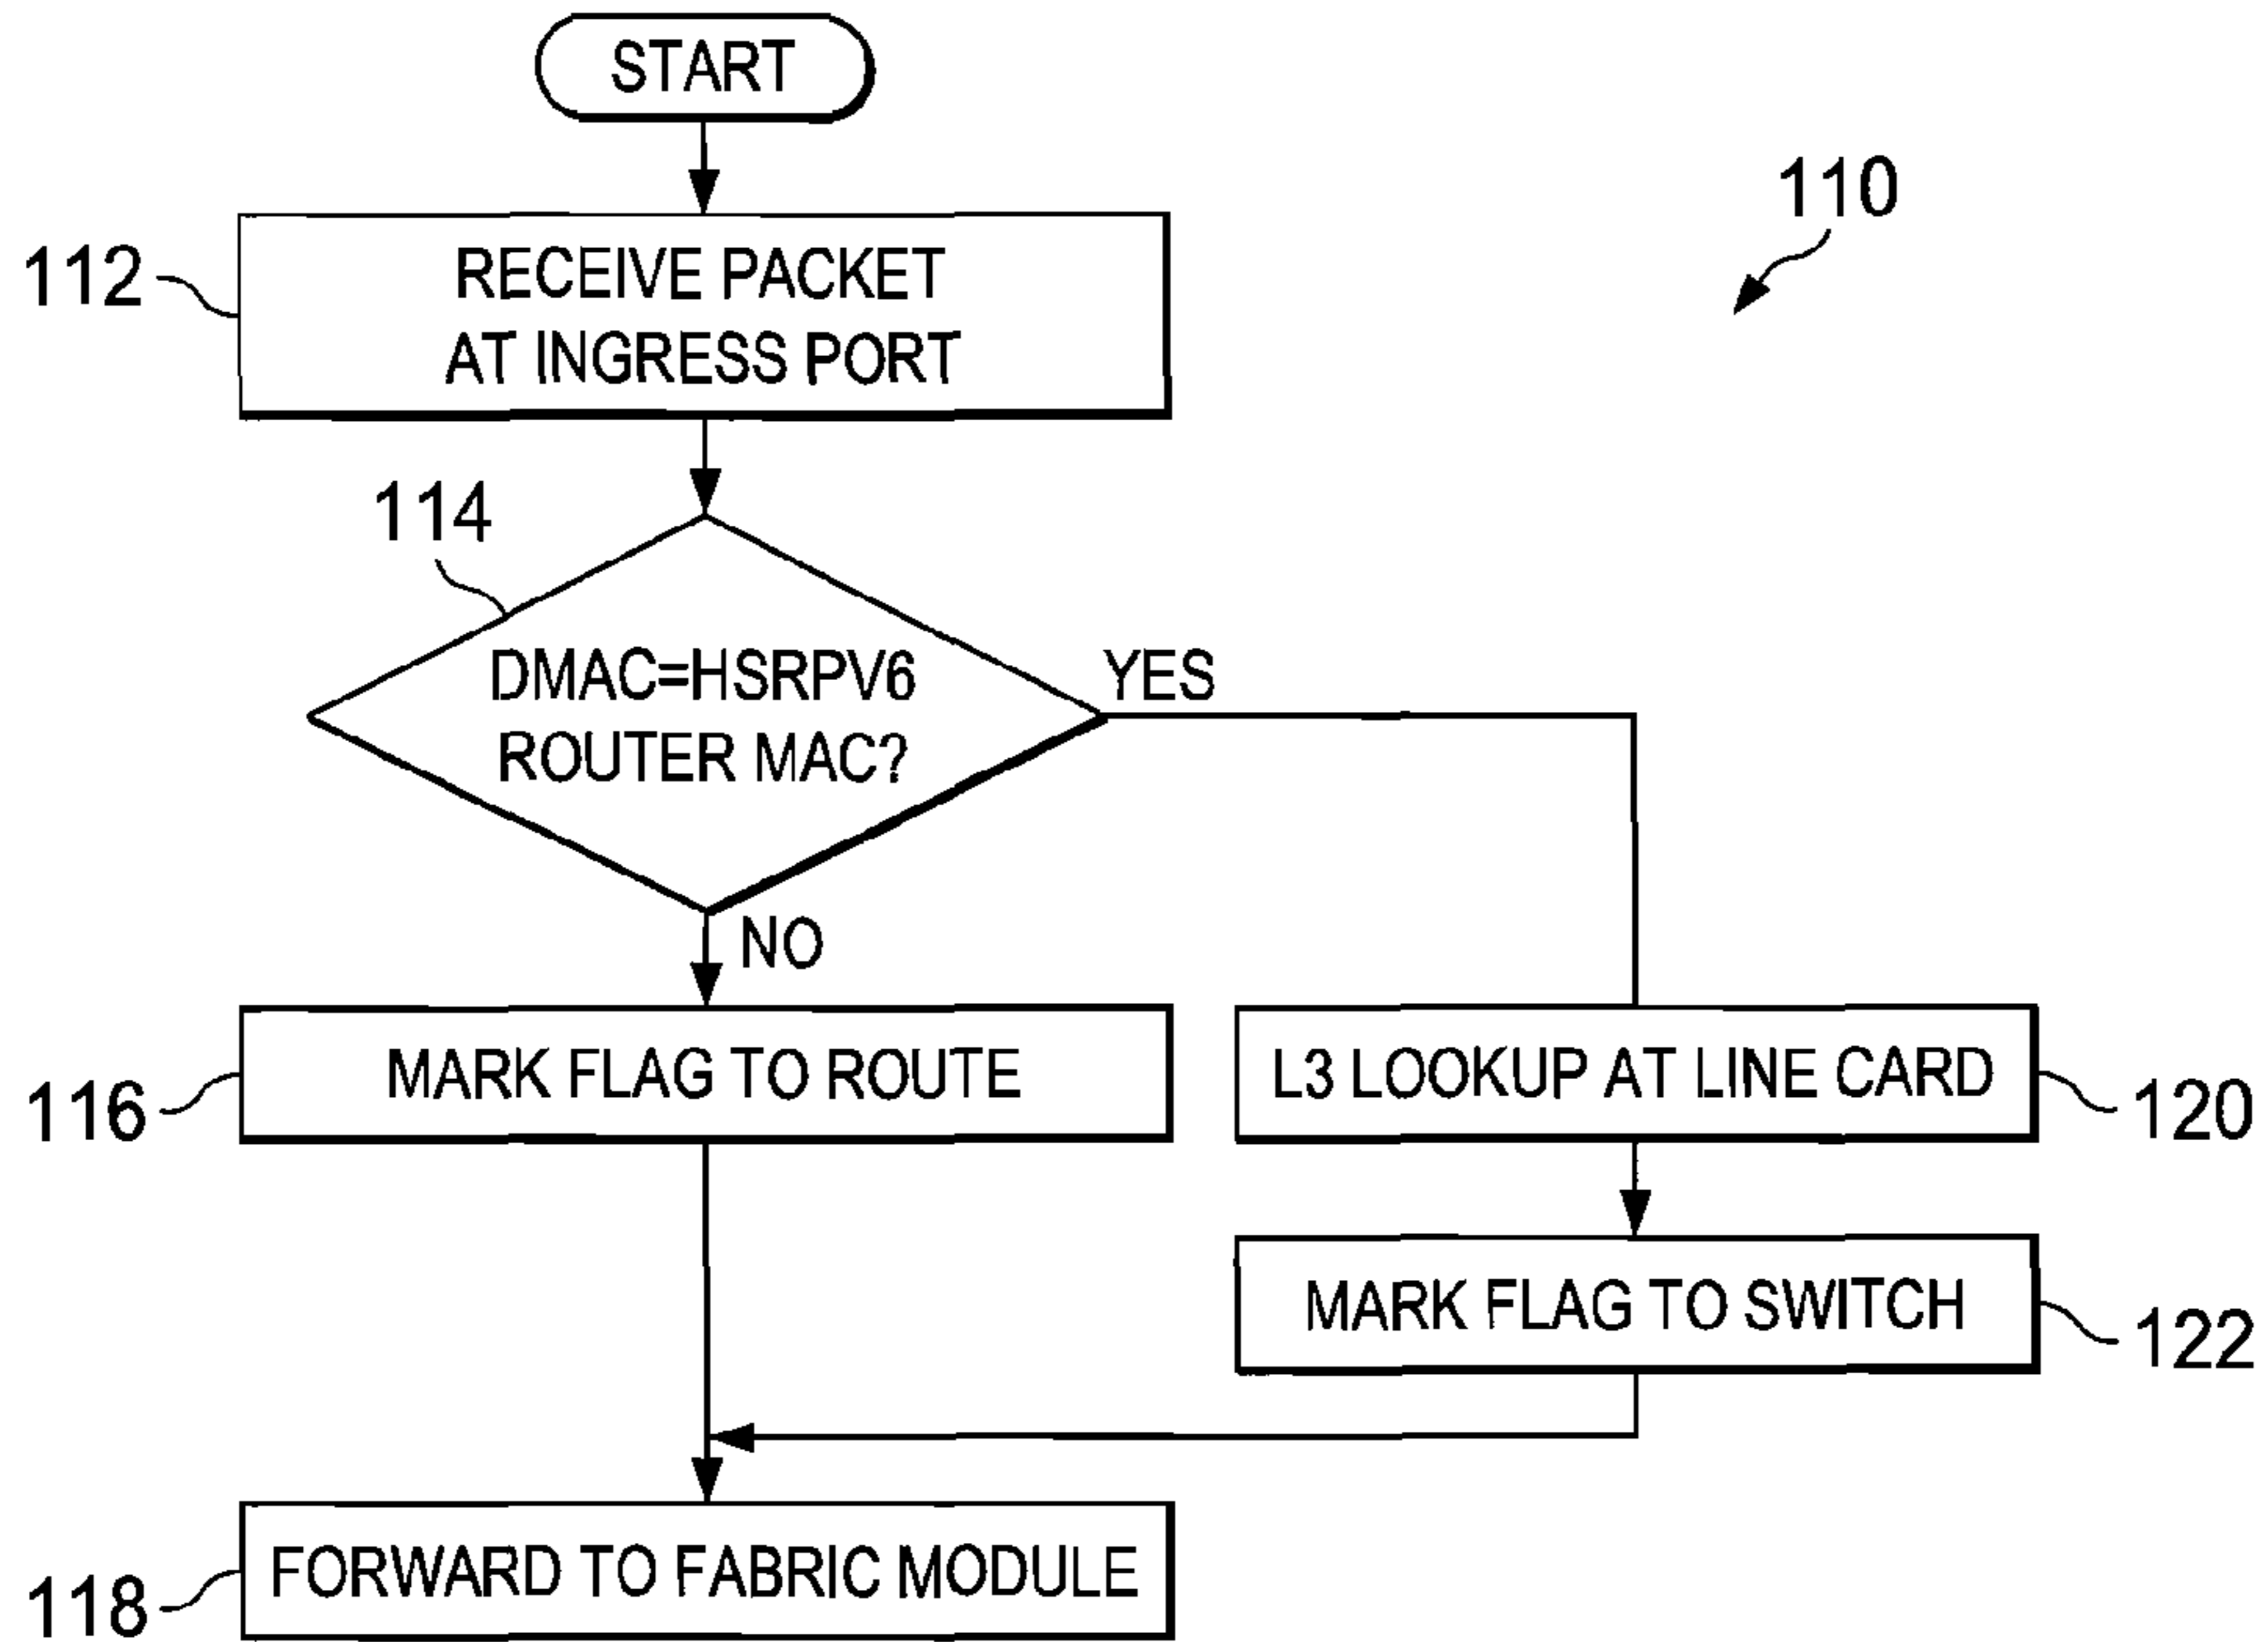 START
110
112
RECEIVE PACKET
AT INGRESS PORT
114
DMAC=HSRPV6
ROUTER MAC?
YES
NO
116
MARK FLAG TO ROUTE
L3 LOOKUP AT LINE CARD
120
MARK FLAG TO SWITCH
122
118
FORWARD TO FABRIC MODULE